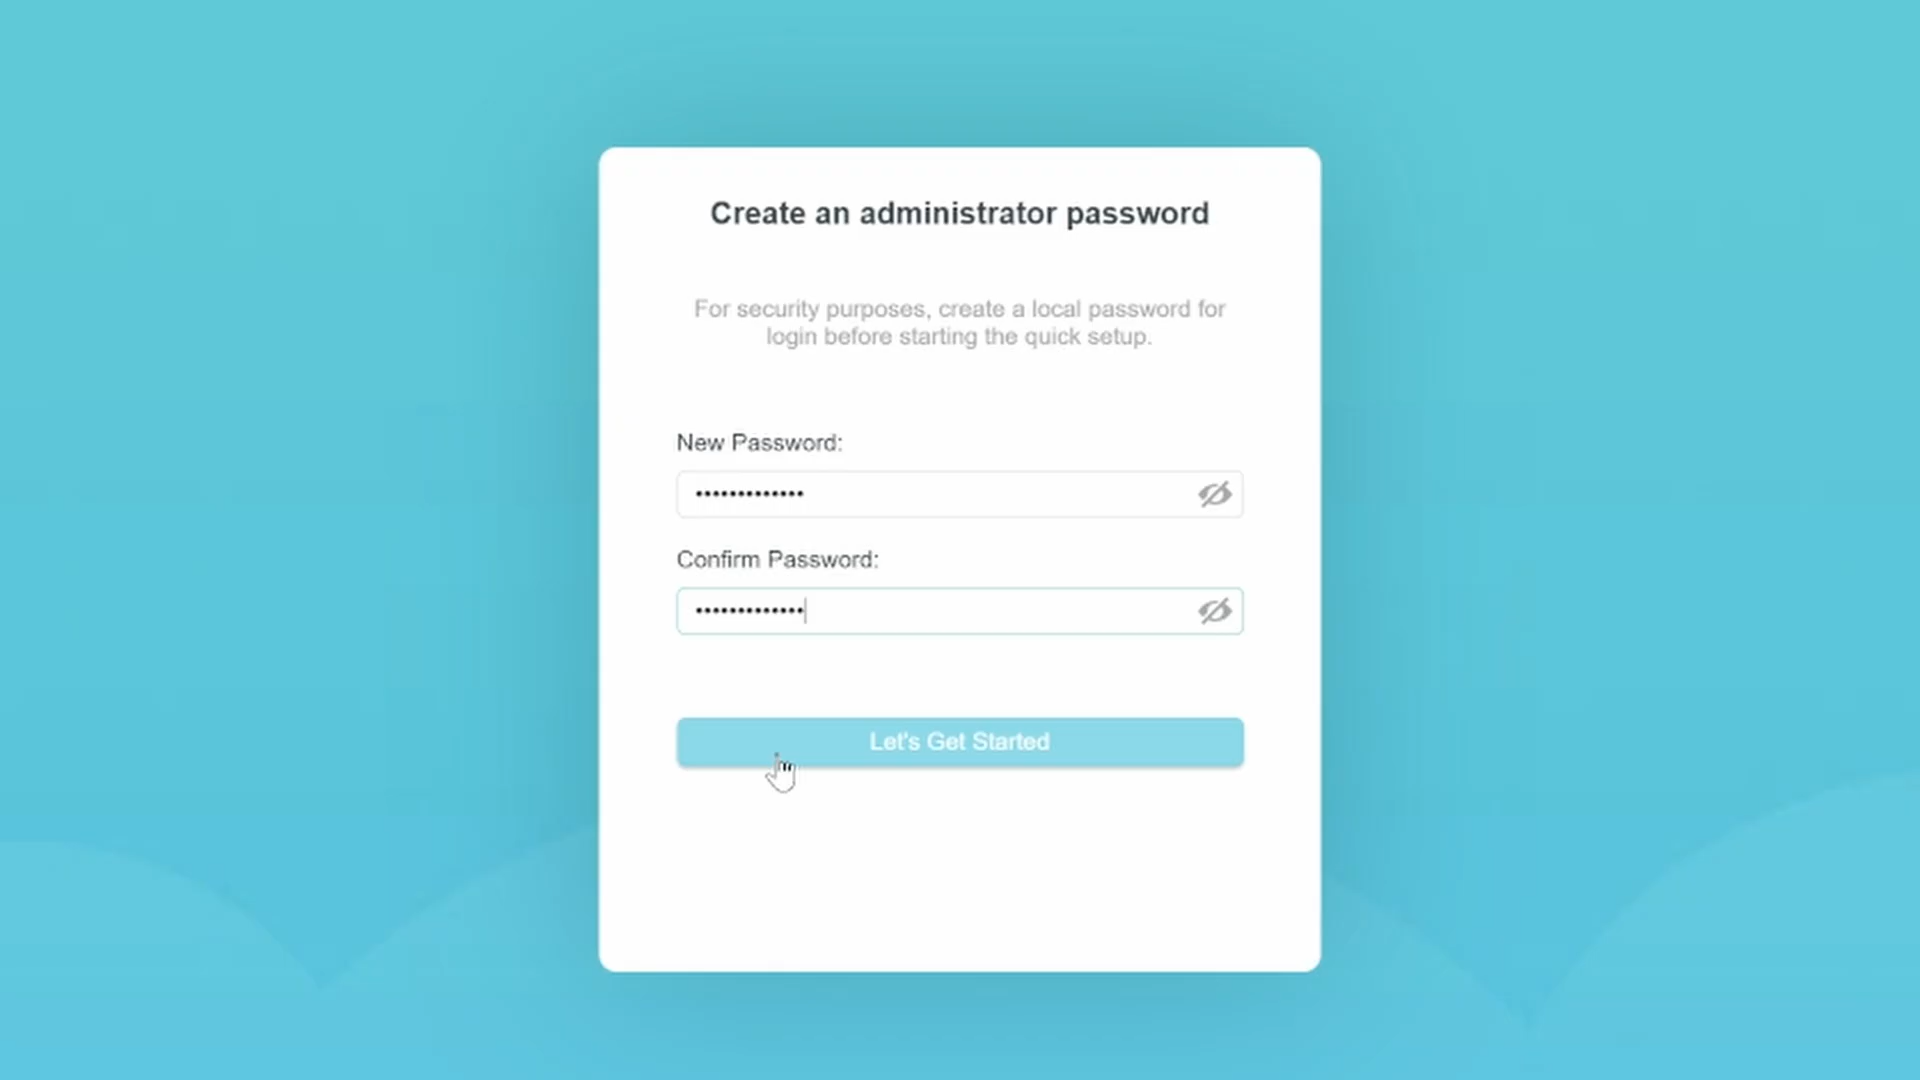 Create an administrator password
For security purposes, create a local password for
login before starting the quick setup.
New Password:
•••••••••••••
Confirm Password:
•••••••••••••
Let's Get Started